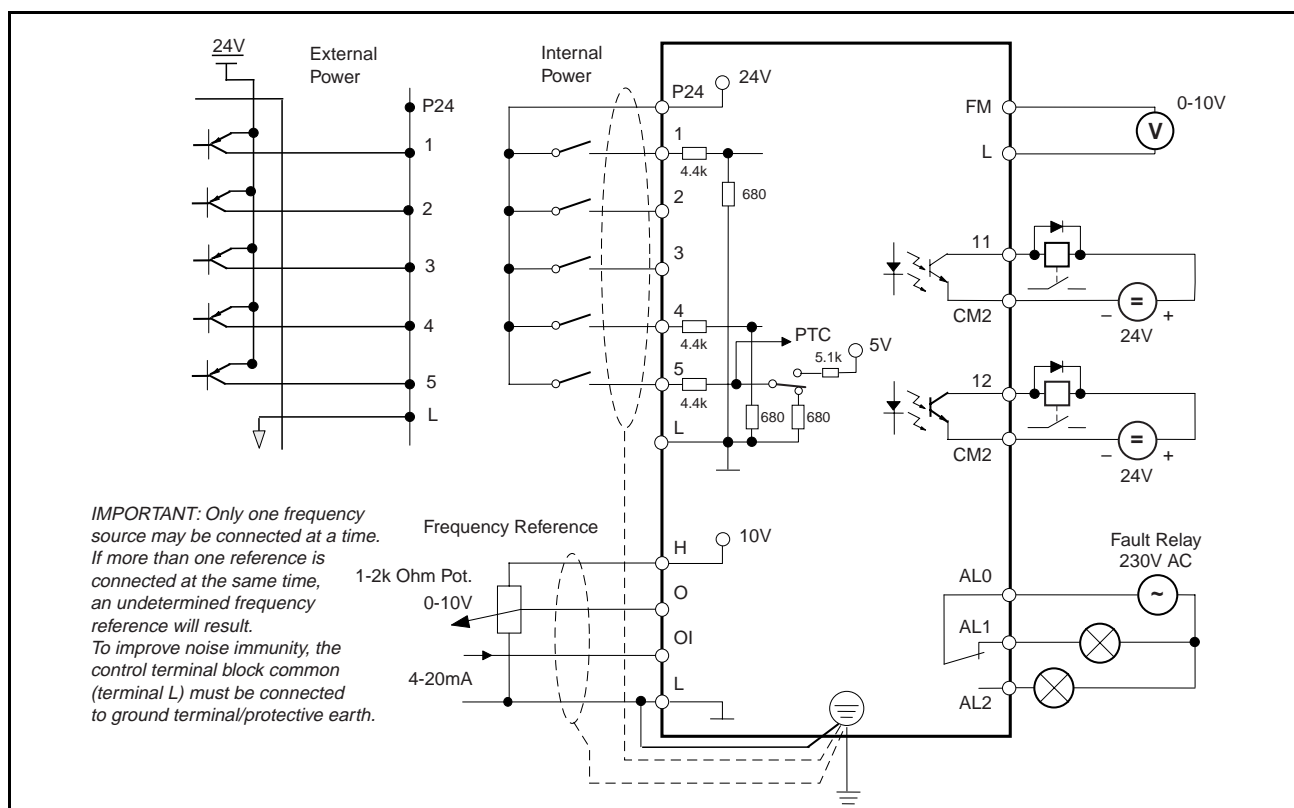 24V
External
Power
P24
1
2
3
4
5
L
Internal
Power
P24
24V
1
4.4k
680
2
3
4
4.4k
PTC
5.1k
5V
5
4.4k
680
680
L
FM
0-10V
V
L
11
CM2
=
– +
24V
12
CM2
=
– +
24V
IMPORTANT: Only one frequency
source may be connected at a time.
If more than one reference is
connected at the same time,
an undetermined frequency
reference will result.
To improve noise immunity, the
control terminal block common
(terminal L) must be connected
to ground terminal/protective earth.
Frequency Reference
H
10V
1-2k Ohm Pot.
0-10V
O
OI
4-20mA
L
Fault Relay
230V AC
AL0
~
AL1
AL2